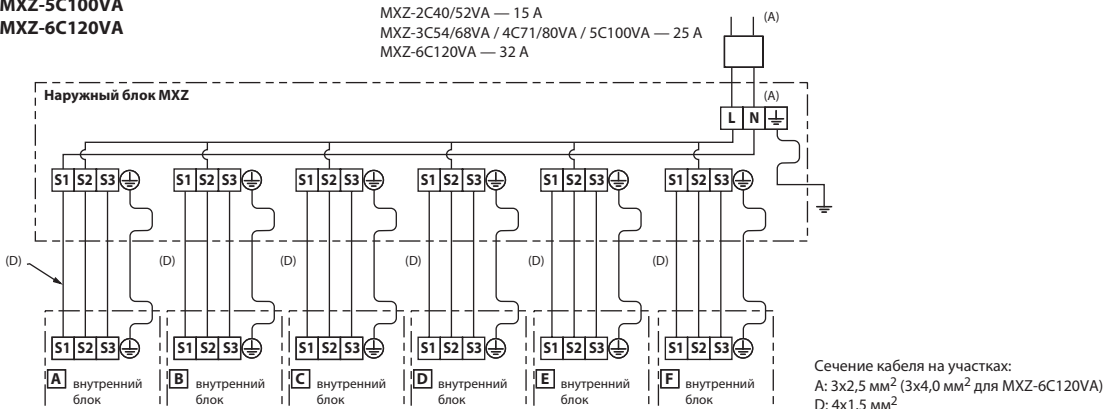 MXZ-5C100VA
MXZ-6C120VA
MXZ-2C40/52VA — 15 A
MXZ-3C54/68VA / 4C71/80VA / 5C100VA — 25 A
MXZ-6C120VA — 32 A
(A)
Наружный блок MXZ
(A)
L N
S1 S2 S3 S1 S2 S3 S1 S2 S3 S1 S2 S3 S1 S2 S3 S1 S2 S3
(D) (D) (D) (D) (D) (D)
S1 S2 S3 S1 S2 S3 S1 S2 S3 S1 S2 S3 S1 S2 S3 S1 S2 S3
A внутренний блок
B внутренний блок
C внутренний блок
D внутренний блок
E внутренний блок
F внутренний блок
Сечение кабеля на участках:
A: 3x2,5 мм² (3x4,0 мм² для MXZ-6C120VA)
D: 4x1,5 мм²